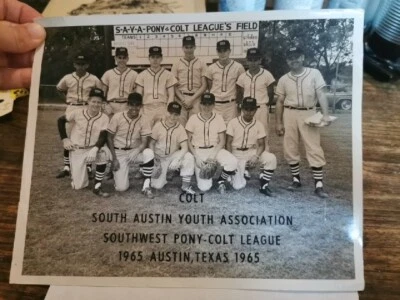 S-A-Y-A-PONY-COLT LEAGUE'S FIELD
COLT
SOUTH AUSTIN YOUTH ASSOCIATION
SOUTHWEST PONY-COLT LEAGUE
1965 AUSTIN, TEXAS 1965